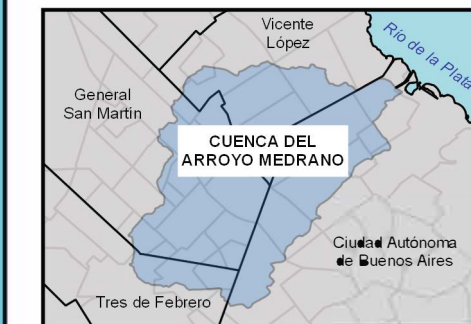 Vicente
López
Río de la Plata
General
San Martín
CUENCA DEL
ARROYO MEDRANO
Ciudad Autónoma
de Buenos Aires
Tres de Febrero